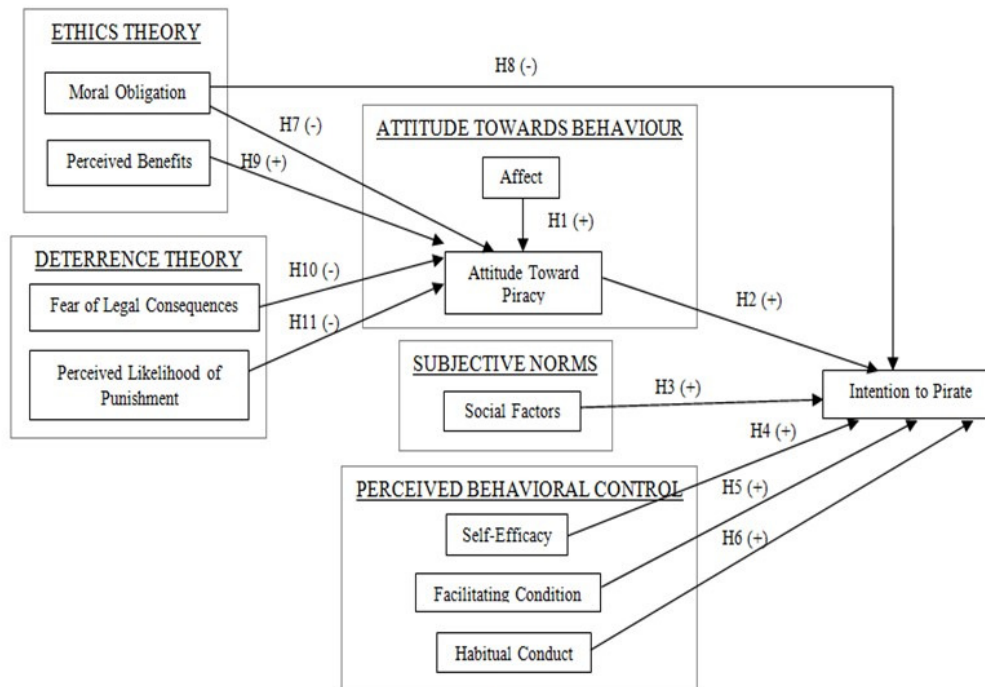 ETHICS THEORY
Moral Obligation
Perceived Benefits
H8 (-)
H7 (-)
H9 (+)
ATTITUDE TOWARDS BEHAVIOUR
Affect
H1 (+)
Attitude Toward
Piracy
DETERRENCE THEORY
Fear of Legal Consequences
Perceived Likelihood of
Punishment
H10 (-)
H11 (-)
H2 (+)
SUBJECTIVE NORMS
Social Factors
H3 (+)
Intention to Pirate
H4 (+)
PERCEIVED BEHAVIORAL CONTROL
Self-Efficacy
H5 (+)
Facilitating Condition
H6 (+)
Habitual Conduct